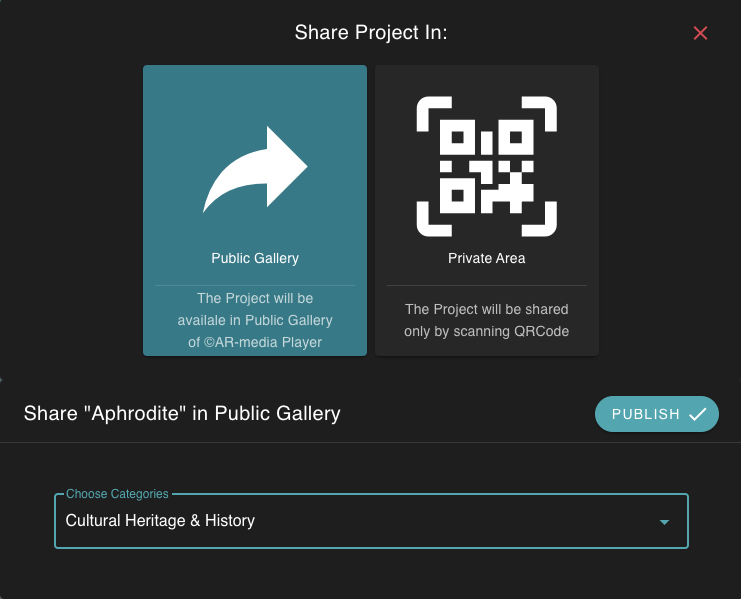 Share Project In:
Public Gallery
The Project will be
availale in Public Gallery
of ©AR-media Player
Private Area
The Project will be shared
only by scanning QRCode
Share "Aphrodite" in Public Gallery
PUBLISH
Choose Categories
Cultural Heritage & History